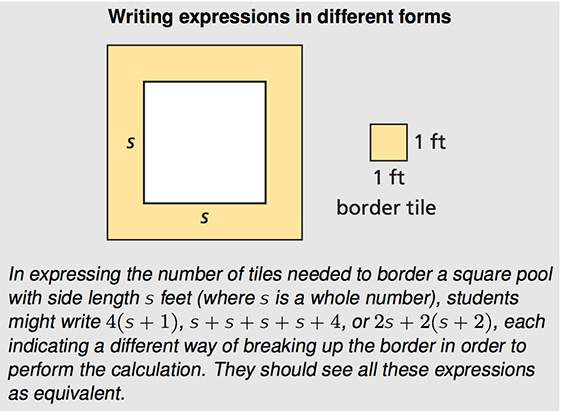 Writing expressions in different forms
s
1 ft
1 ft
s
border tile
In expressing the number of tiles needed to border a square pool
with side length s feet (where s is a whole number), students
might write 4(s + 1), s + s + s + s + 4, or 2s + 2(s + 2), each
indicating a different way of breaking up the border in order to
perform the calculation. They should see all these expressions
as equivalent.